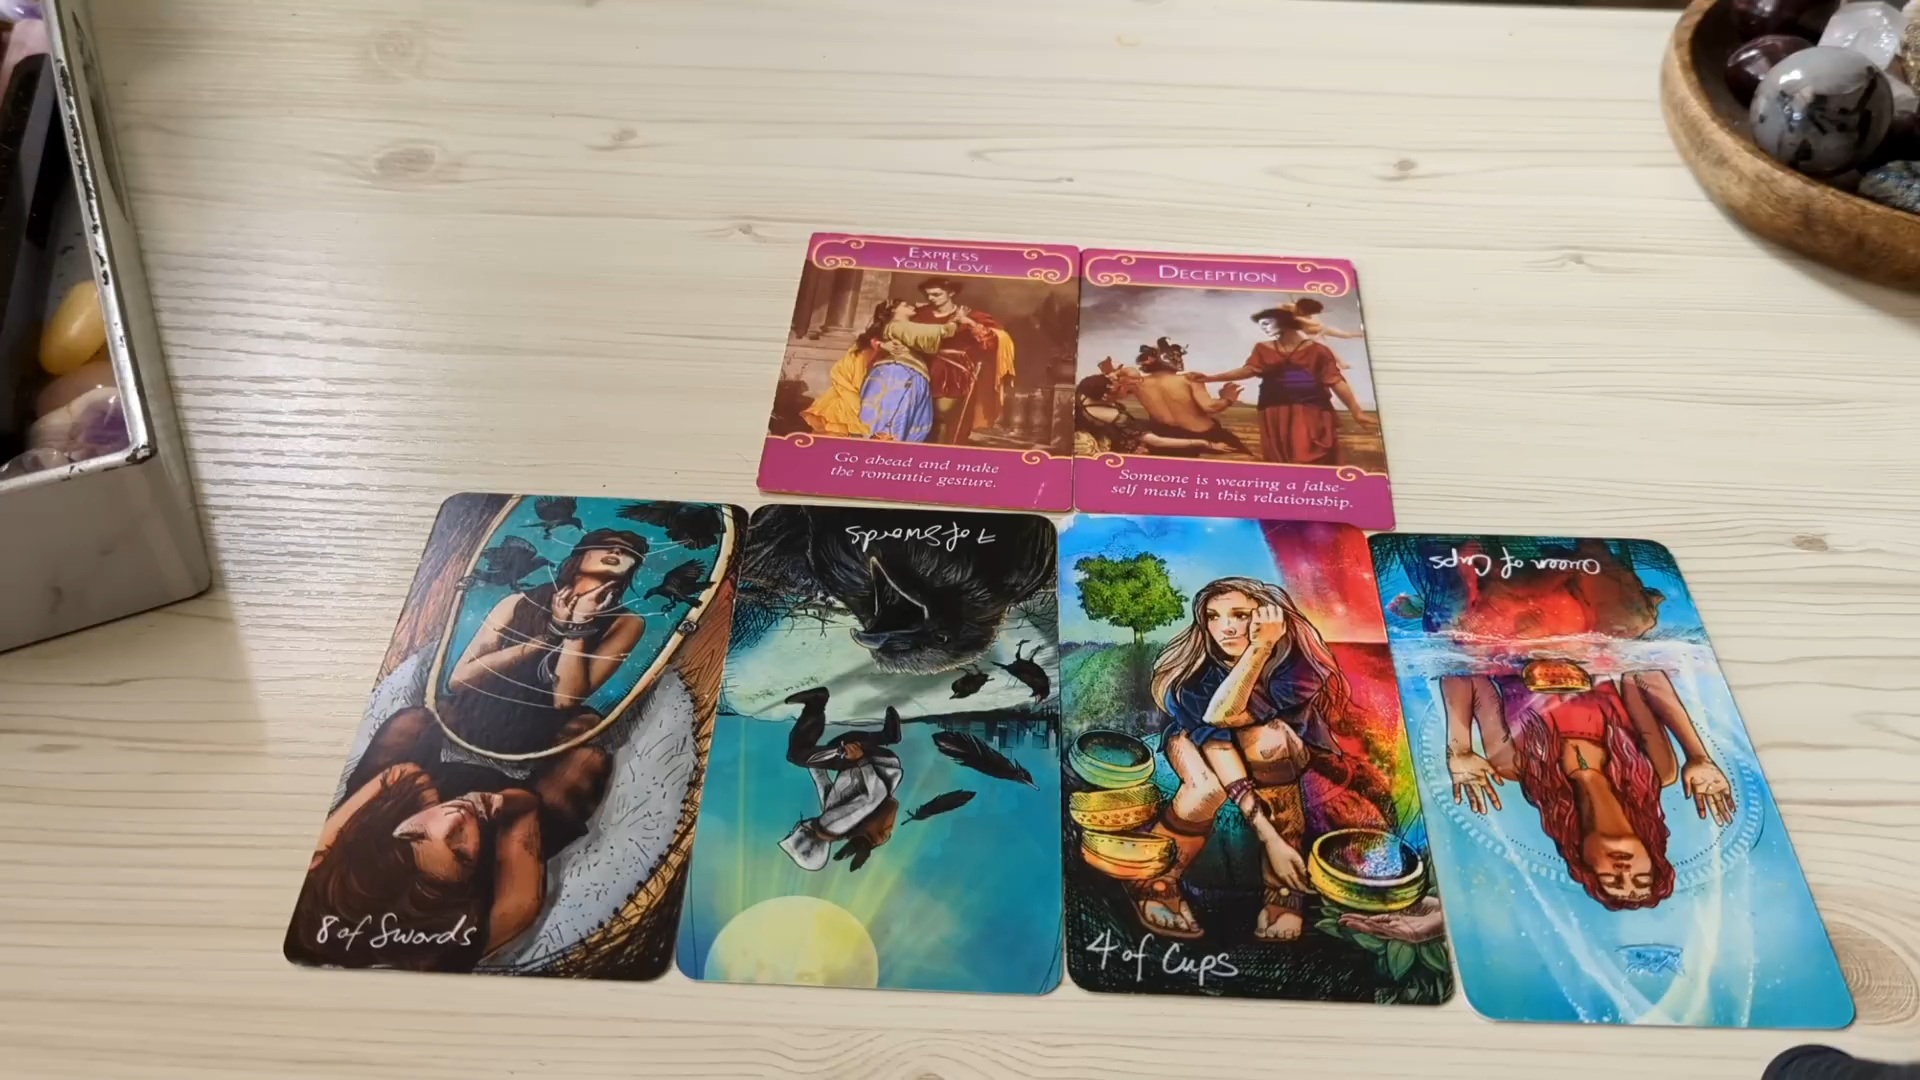 EXPRESS
YOUR LOVE
Go ahead and make
the romantic gesture.
DECEPTION
Someone is wearing a false-
self mask in this relationship.
8 of Swords
7 of Swords
4 of Cups
Queen of Cups